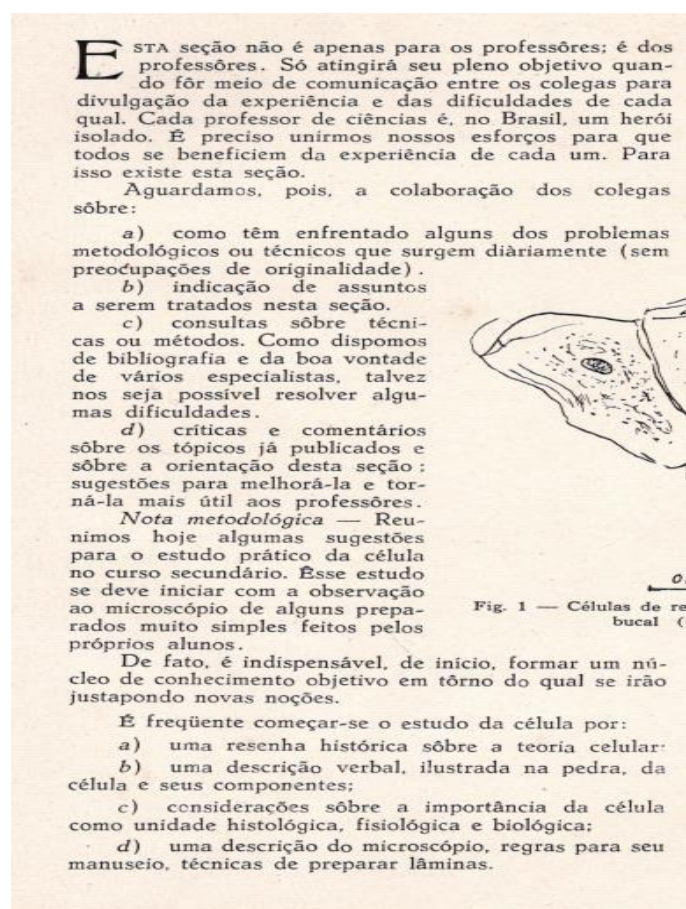 ESTA seção não é apenas para os professôres; é dos
professôres. Só atingirá seu pleno objetivo quan-
do fôr meio de comunicação entre os colegas para
divulgação da experiência e das dificuldades de cada
qual. Cada professor de ciências é, no Brasil, um herói
isolado. É preciso unirmos nossos esforços para que
todos se beneficiem da experiência de cada um. Para
isso existe esta seção.
Aguardamos, pois, a colaboração dos colegas
sôbre:
a) como têm enfrentado alguns dos problemas
metodológicos ou técnicos que surgem diàriamente (sem
preocupações de originalidade).
b) indicação de assuntos
a serem tratados nesta seção.
c) consultas sôbre técni-
cas ou métodos. Como dispomos
de bibliografia e da boa vontade
de vários especialistas, talvez
nos seja possível resolver algu-
mas dificuldades.
d) críticas e comentários
sôbre os tópicos já publicados e
sôbre a orientação desta seção;
sugestões para melhorá-la e tor-
ná-la mais útil aos professôres.
Nota metodológica — Reu-
nimos hoje algumas sugestões
para o estudo prático da célula
no curso secundário. Êsse estudo
se deve iniciar com a observação
ao microscópio de alguns prepa-
rados muito simples feitos pelos
próprios alunos.
0
Fig. 1 — Células de re
bucal (
De fato, é indispensável, de início, formar um nú-
cleo de conhecimento objetivo em tôrno do qual se irão
justapondo novas noções.
É freqüente começar-se o estudo da célula por:
a) uma resenha histórica sôbre a teoria celular
b) uma descrição verbal, ilustrada na pedra, da
célula e seus componentes;
c) considerações sôbre a importância da célula
como unidade histológica, fisiológica e biológica;
d) uma descrição do microscópio, regras para seu
manuseio, técnicas de preparar lâminas.